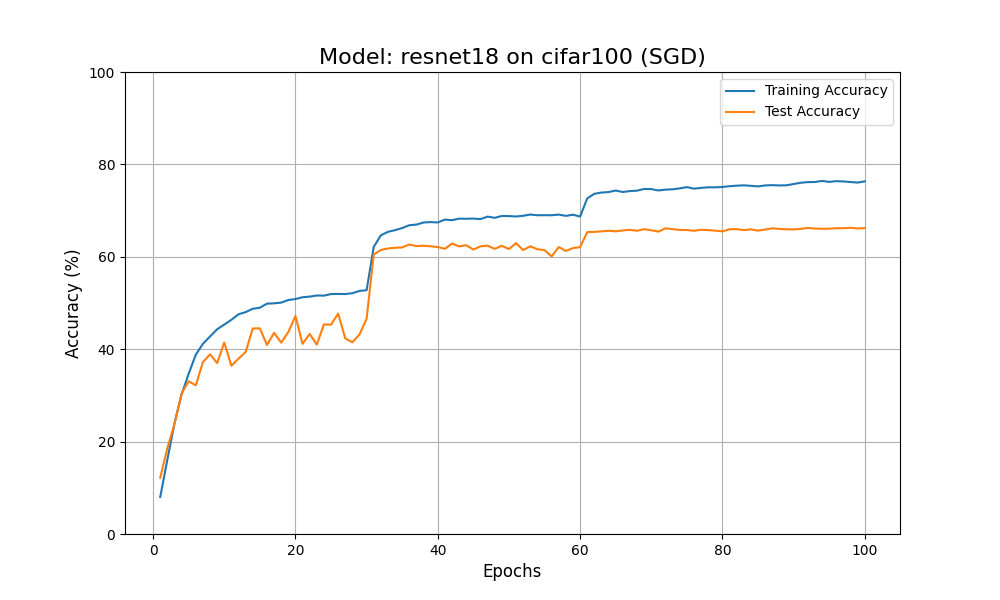 Model: resnet18 on cifar100 (SGD)
Training Accuracy
Test Accuracy
100
80
60
40
20
0
Accuracy (%)
0 20 40 60 80 100
Epochs